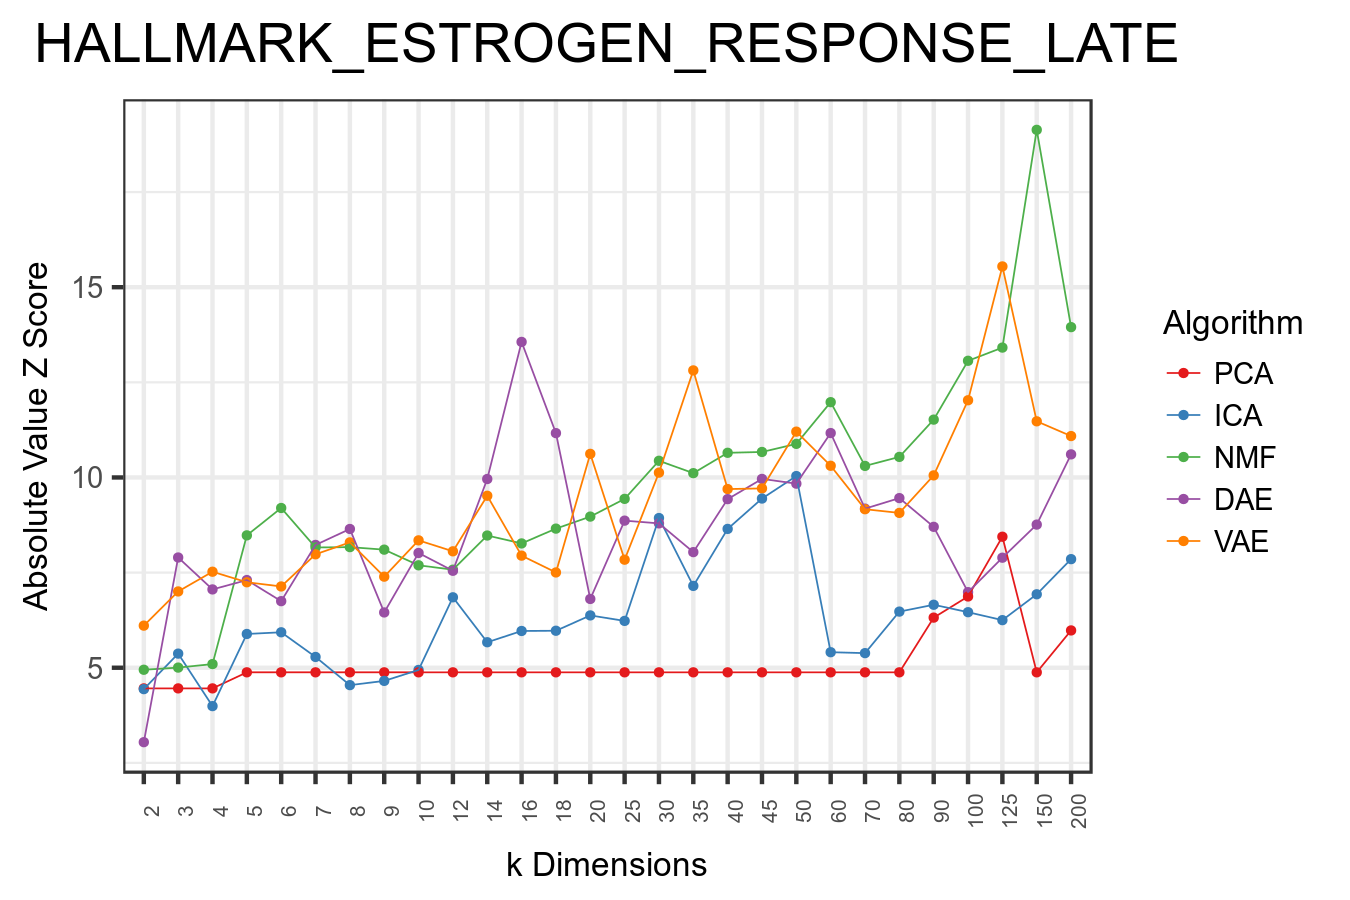 HALLMARK_ESTROGEN_RESPONSE_LATE
Absolute Value Z Score
15
10
5
2 3 4 5 6 7 8 9 10 12 14 16 18 20 25 30 35 40 45 50 60 70 80 90 100 125 150 200
k Dimensions
Algorithm
PCA
ICA
NMF
DAE
VAE